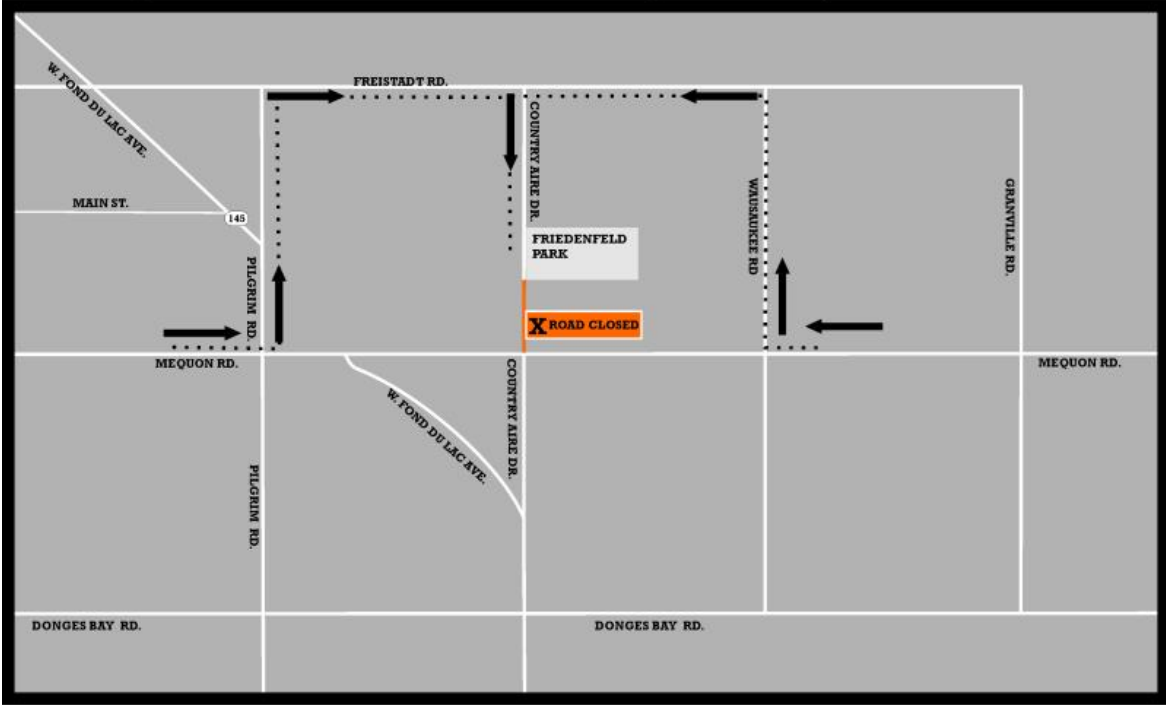 FREISTADT RD.
W. FOND DU LAC AVE.
COUNTRY AIRE DR.
MAIN ST.
145
WAUSAUKEE RD
GRANVILLE RD.
FRIEDENFELD
PARK
PILGRIM RD.
X ROAD CLOSED
MEQUON RD.
MEQUON RD.
COUNTRY AIRE DR.
W. FOND DU LAC AVE.
PILGRIM RD.
DONGES BAY RD.
DONGES BAY RD.